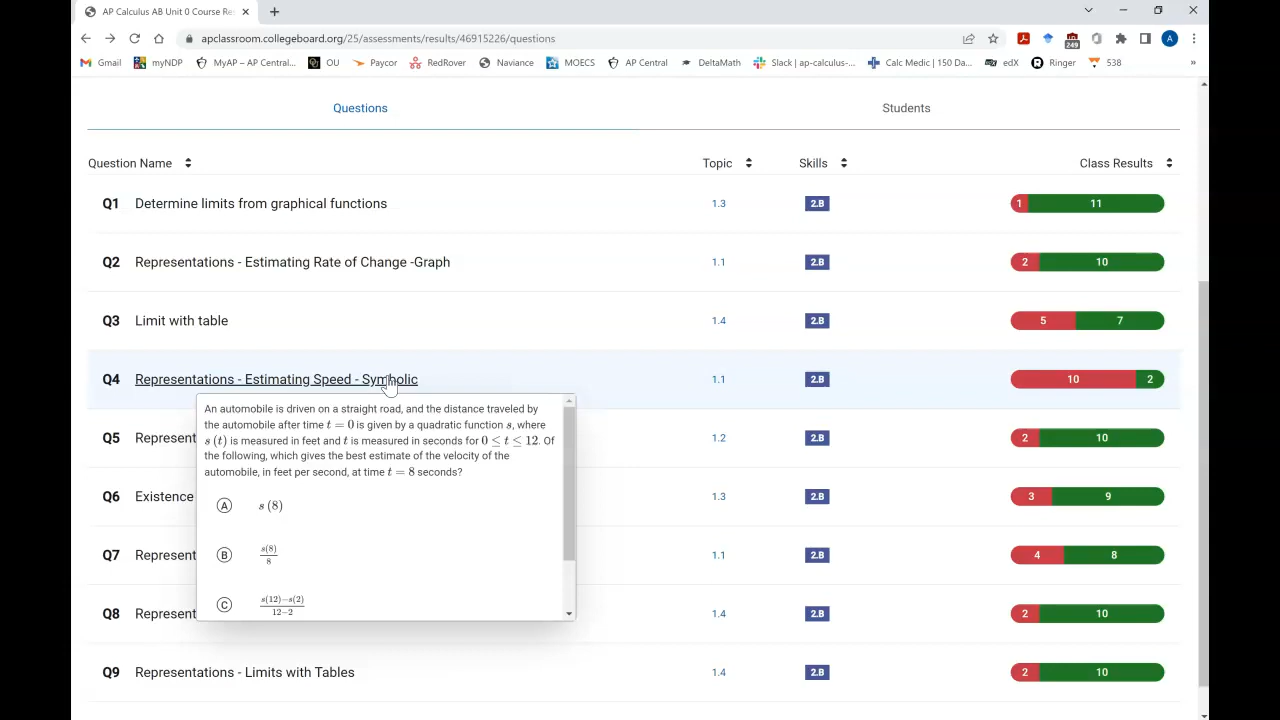 AP Calculus AB Unit 0 Course Re
apclassroom.collegeboard.org/25/assessments/results/46915226/questions
249
A
Gmail myNDP MyAP – AP Central... OU Paycor RedRover Naviance MOECS AP Central DeltaMath Slack | ap-calculus-... Calc Medic | 150 Da... edX Ringer 538 »
Questions Students
Question Name Topic Skills Class Results
Q1 Determine limits from graphical functions 1.3 2.B 1 11
Q2 Representations - Estimating Rate of Change -Graph 1.1 2.B 2 10
Q3 Limit with table 1.4 2.B 5 7
Q4 Representations - Estimating Speed - Symbolic 1.1 2.B 10 2
An automobile is driven on a straight road, and the distance traveled by
the automobile after time t = 0 is given by a quadratic function s, where
s (t) is measured in feet and t is measured in seconds for 0 ≤ t ≤ 12. Of
the following, which gives the best estimate of the velocity of the
automobile, in feet per second, at time t = 8 seconds?
A s (8)
B s(8)/8
C s(12)−s(2)/12−2
Q5 Represent 1.2 2.B 2 10
Q6 Existence 1.3 2.B 3 9
Q7 Represent 1.1 2.B 4 8
Q8 Represent 1.4 2.B 2 10
Q9 Representations - Limits with Tables 1.4 2.B 2 10